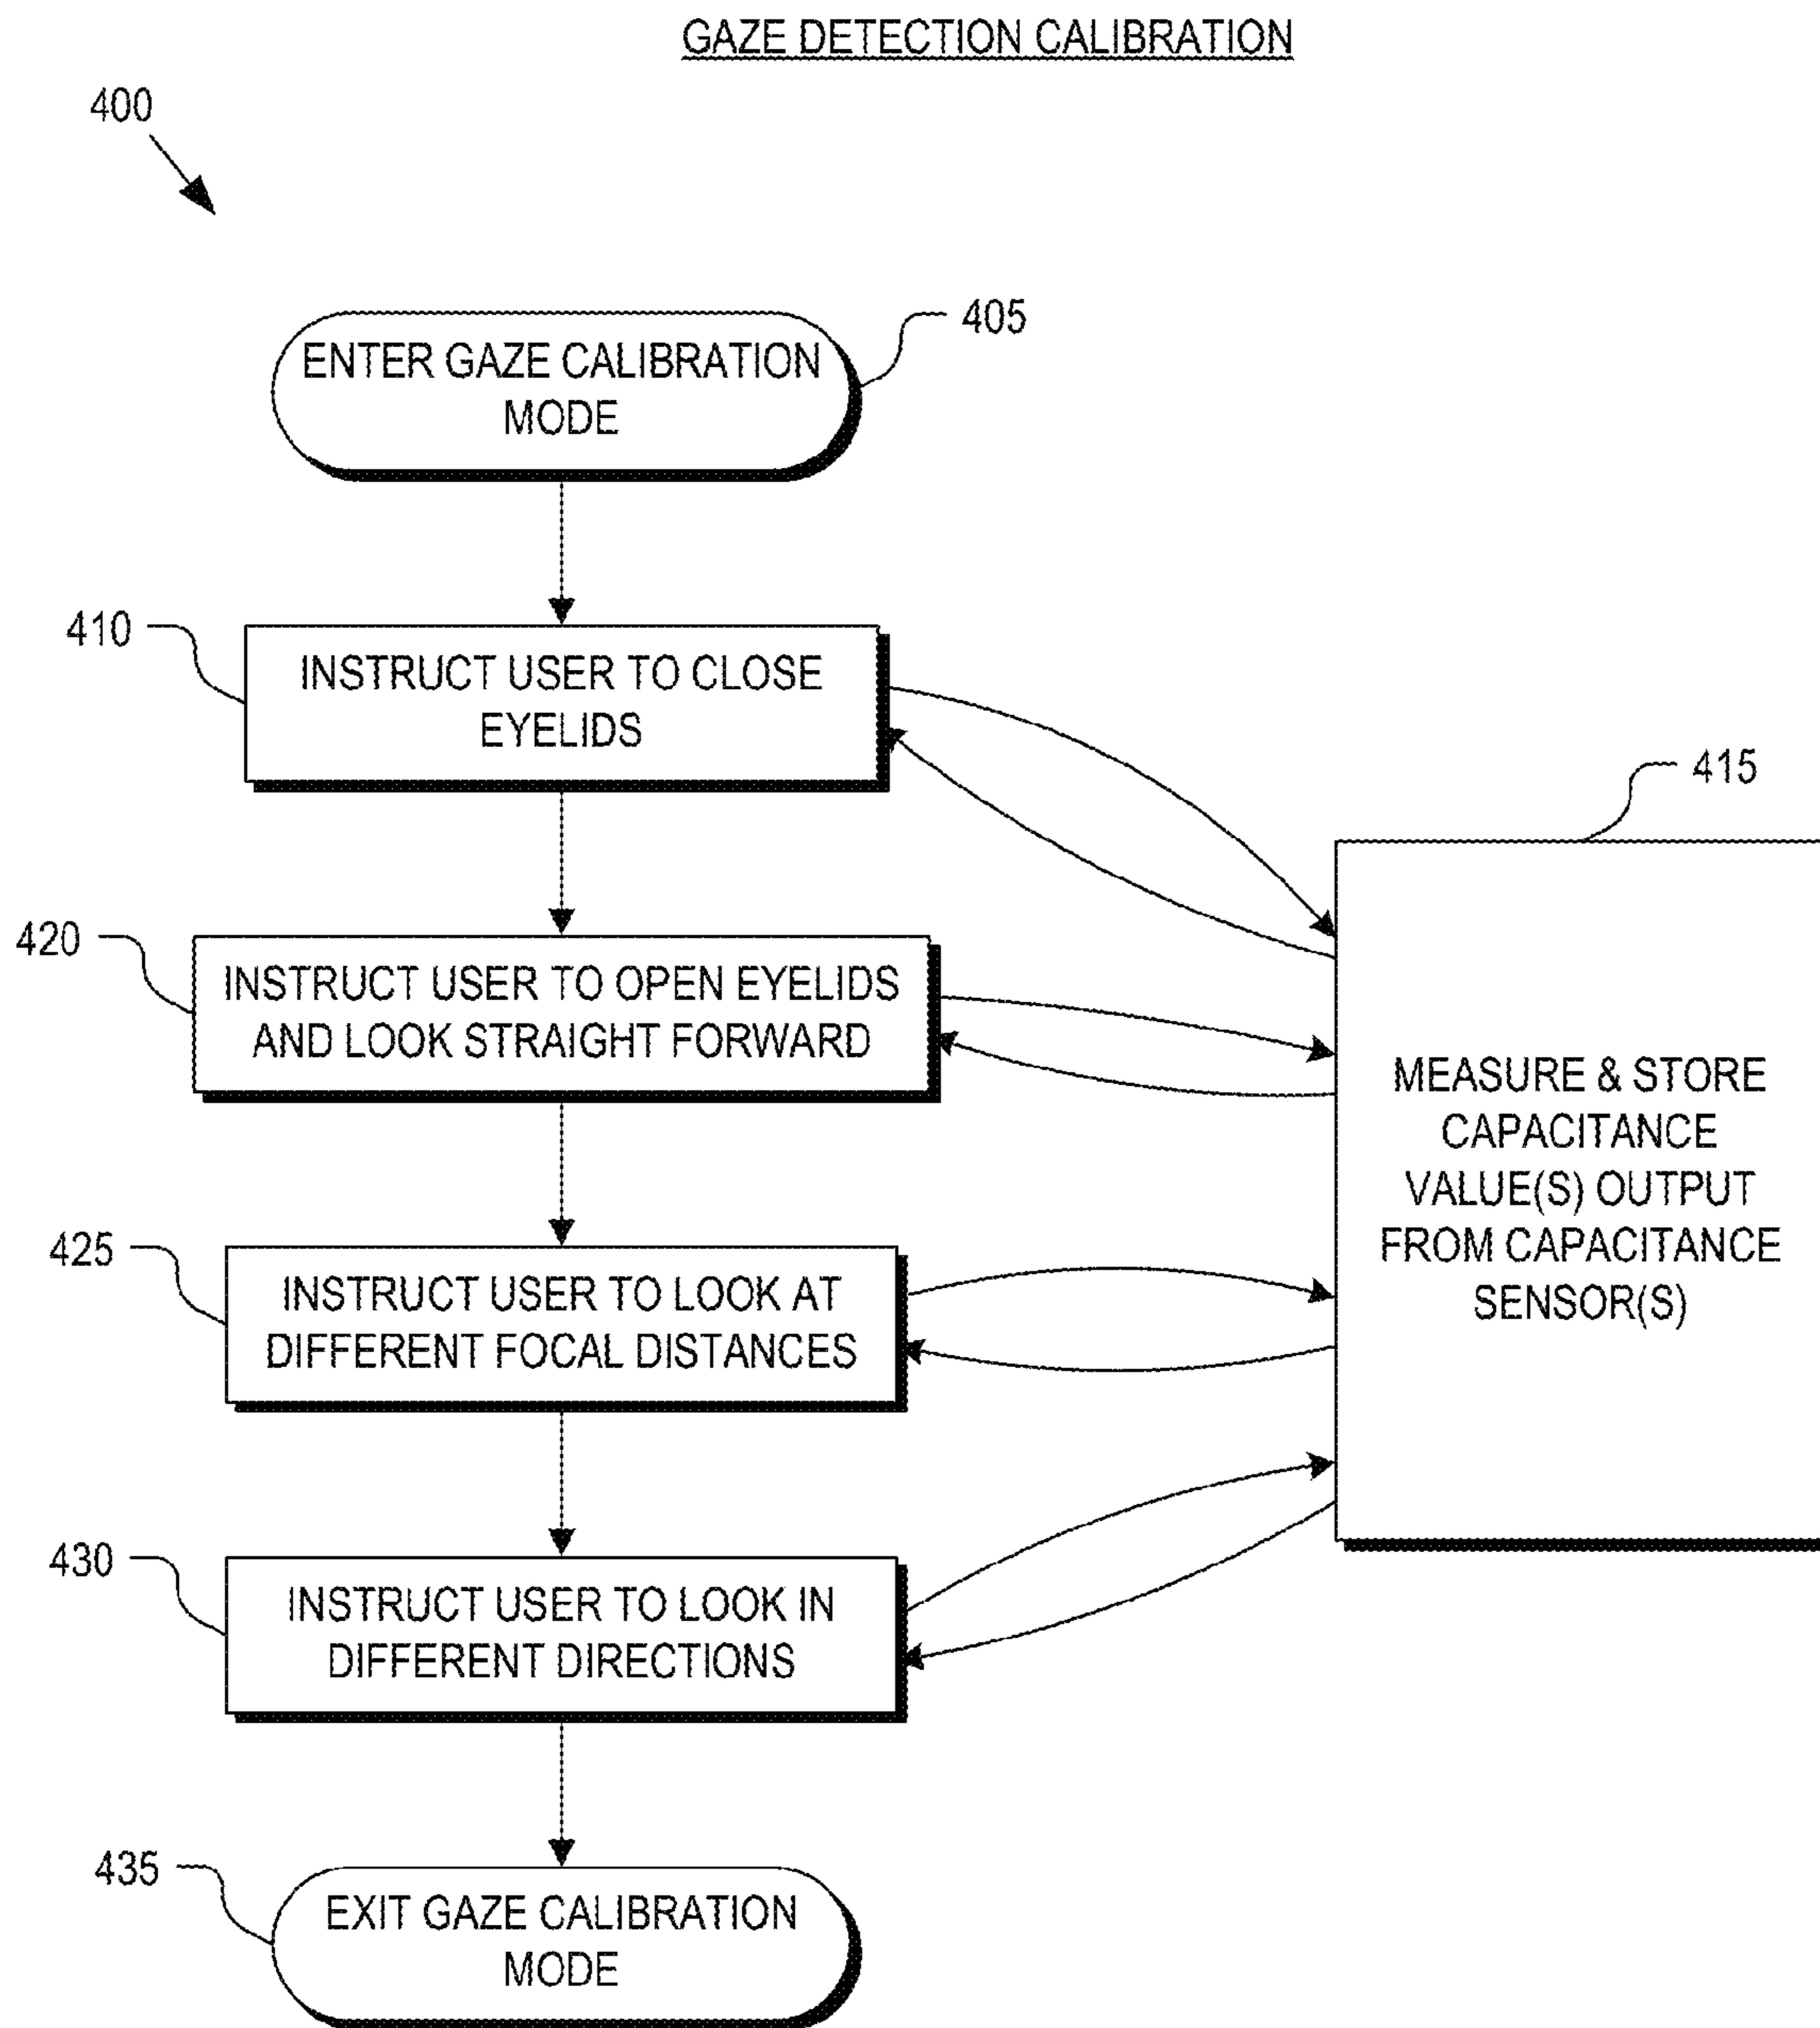 GAZE DETECTION CALIBRATION
400
405
ENTER GAZE CALIBRATION
MODE
410
INSTRUCT USER TO CLOSE
EYELIDS
415
MEASURE & STORE
CAPACITANCE
VALUE(S) OUTPUT
FROM CAPACITANCE
SENSOR(S)
420
INSTRUCT USER TO OPEN EYELIDS
AND LOOK STRAIGHT FORWARD
425
INSTRUCT USER TO LOOK AT
DIFFERENT FOCAL DISTANCES
430
INSTRUCT USER TO LOOK IN
DIFFERENT DIRECTIONS
435
EXIT GAZE CALIBRATION
MODE